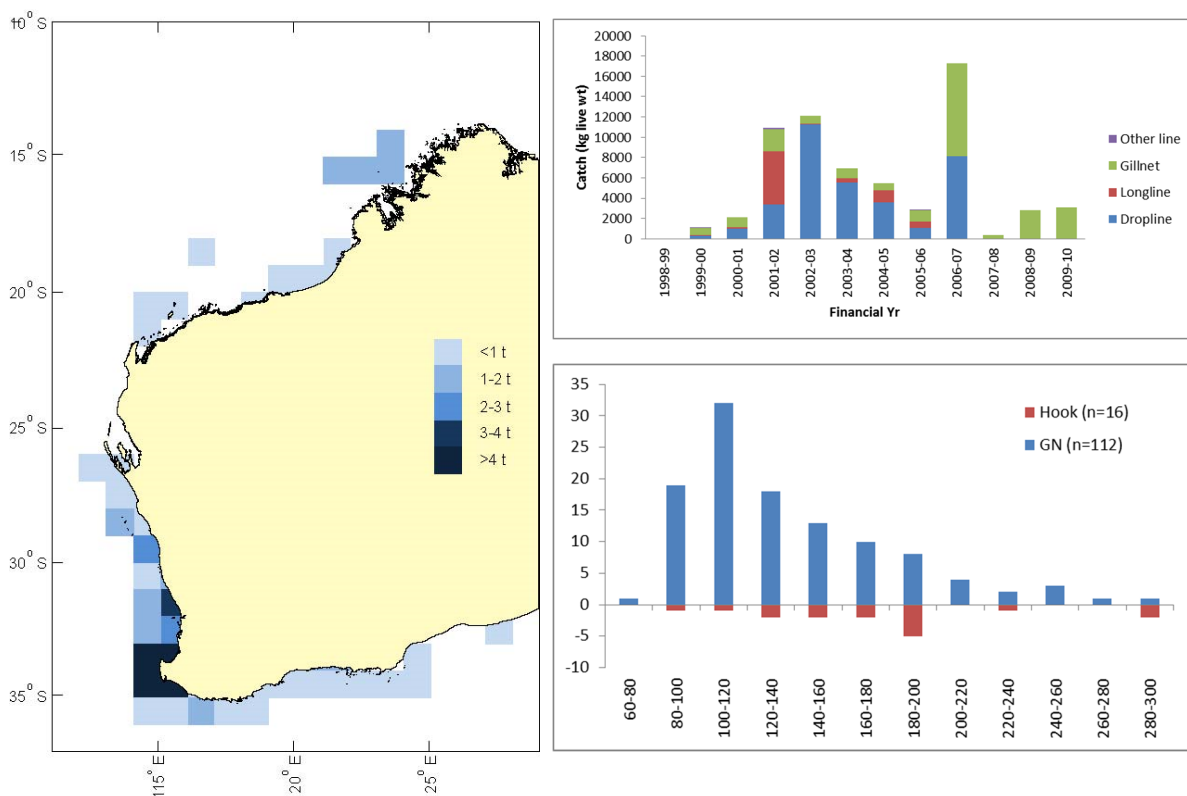 10° S
15° S
20° S
25° S
30° S
35° S
115° E
20° E
25° E
<1 t
1-2 t
2-3 t
3-4 t
>4 t
Catch (kg live wt)
20000
18000
16000
14000
12000
10000
8000
6000
4000
2000
0
1998-99
1999-00
2000-01
2001-02
2002-03
2003-04
2004-05
2005-06
2006-07
2007-08
2008-09
2009-10
Financial Yr
Other line
Gillnet
Longline
Dropline
35
30
25
20
15
10
5
0
-5
-10
Hook (n=16)
GN (n=112)
60-80
80-100
100-120
120-140
140-160
160-180
180-200
200-220
220-240
240-260
260-280
280-300